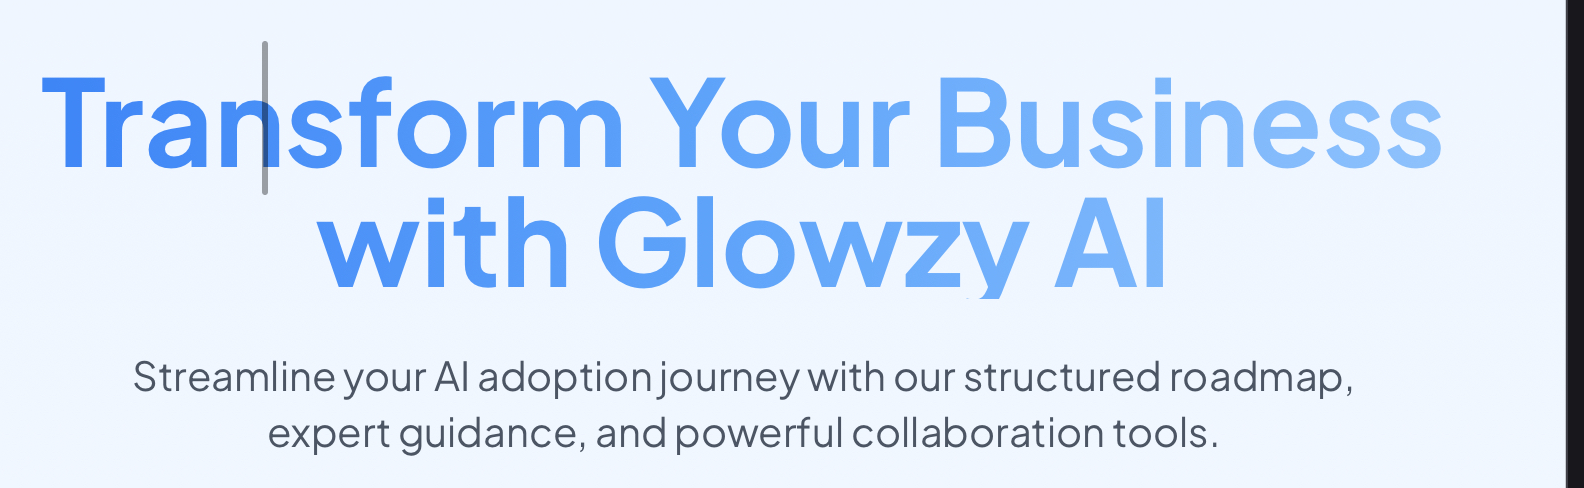 Transform Your Business
with Glowzy AI
Streamline your AI adoption journey with our structured roadmap,
expert guidance, and powerful collaboration tools.